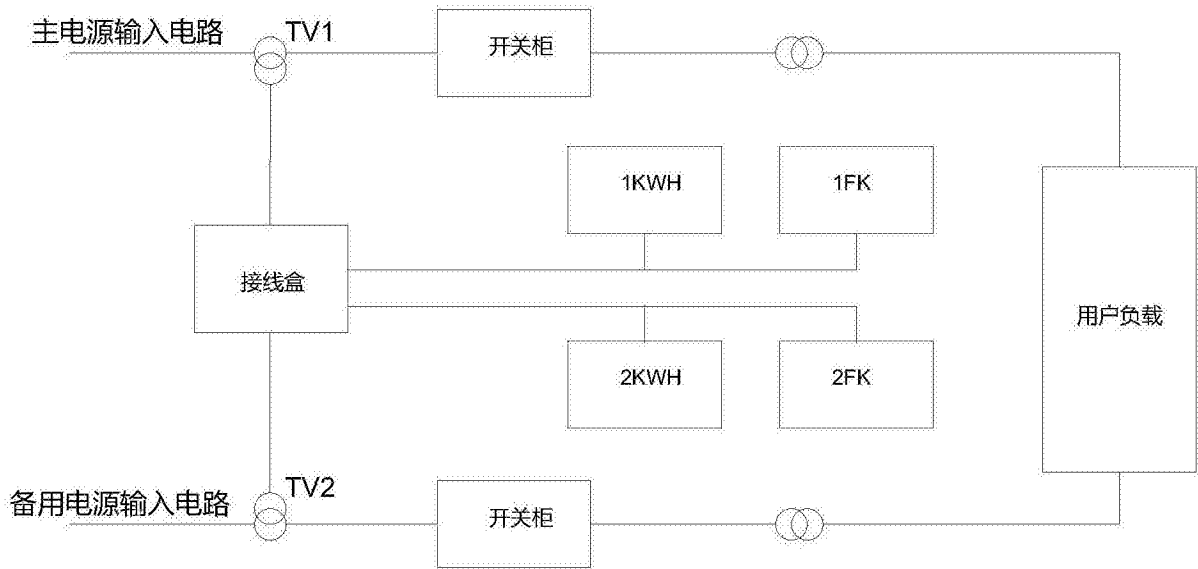 主电源输入电路
TV1
开关柜
1KWH
1FK
接线盒
用户负载
2KWH
2FK
备用电源输入电路
TV2
开关柜